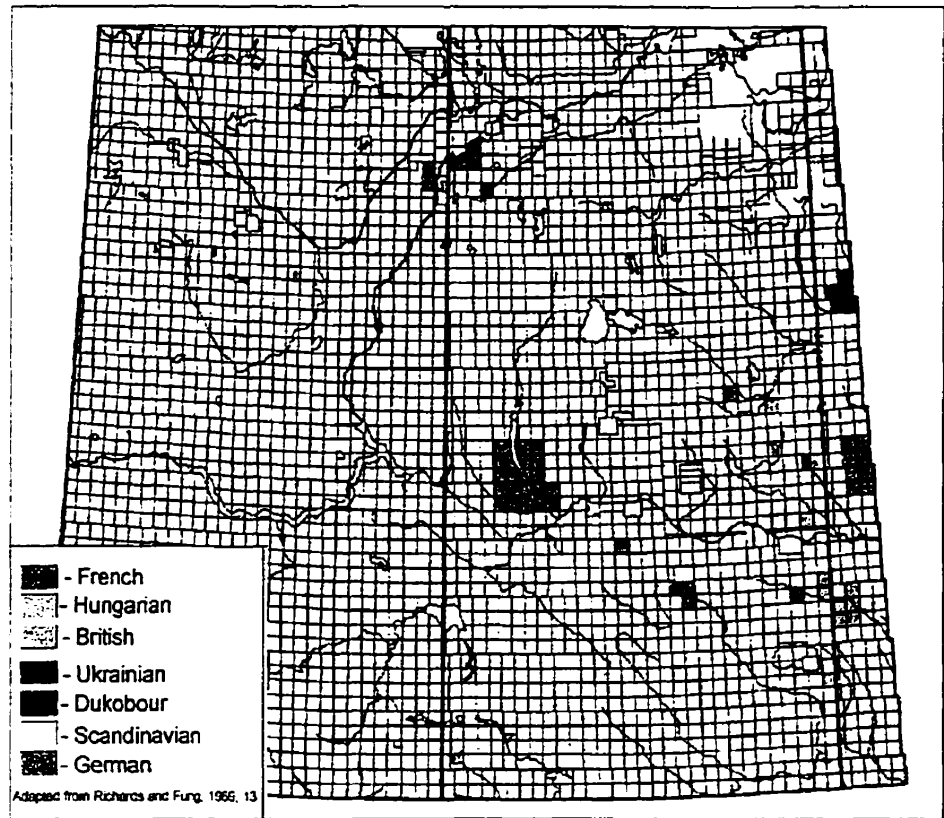 - French
- Hungarian
- British
- Ukrainian
- Dukobour
- Scandinavian
- German
Adapted from Richards and Fung, 1969, 13